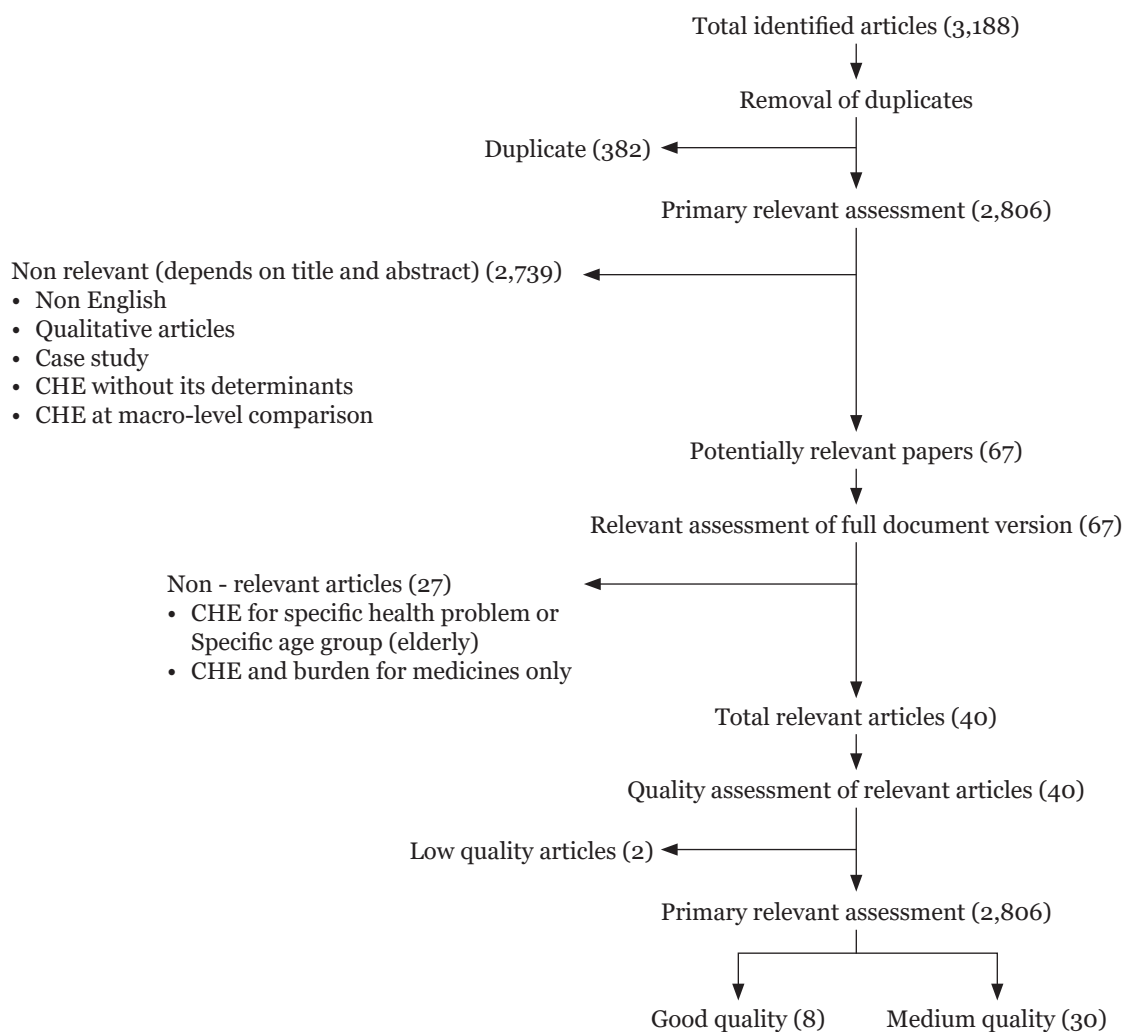 Total identified articles (3,188)
Removal of duplicates
Duplicate (382)
Primary relevant assessment (2,806)
Non relevant (depends on title and abstract) (2,739)
• Non English
• Qualitative articles
• Case study
• CHE without its determinants
• CHE at macro-level comparison
Potentially relevant papers (67)
Relevant assessment of full document version (67)
Non - relevant articles (27)
• CHE for specific health problem or
Specific age group (elderly)
• CHE and burden for medicines only
Total relevant articles (40)
Quality assessment of relevant articles (40)
Low quality articles (2)
Primary relevant assessment (2,806)
Good quality (8)
Medium quality (30)